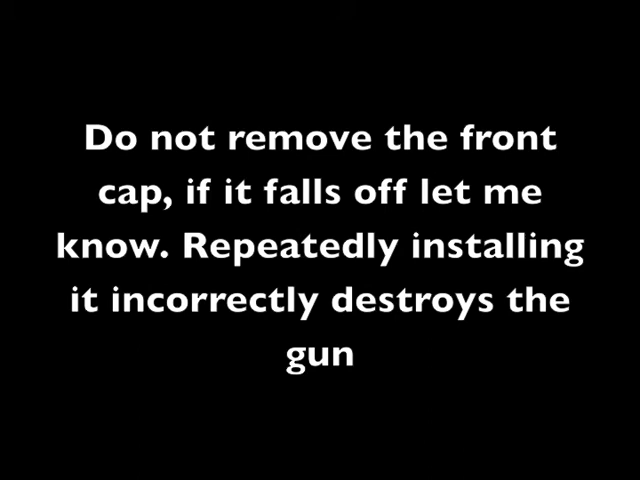 Do not remove the front
cap, if it falls off let me
know. Repeatedly installing
it incorrectly destroys the
gun